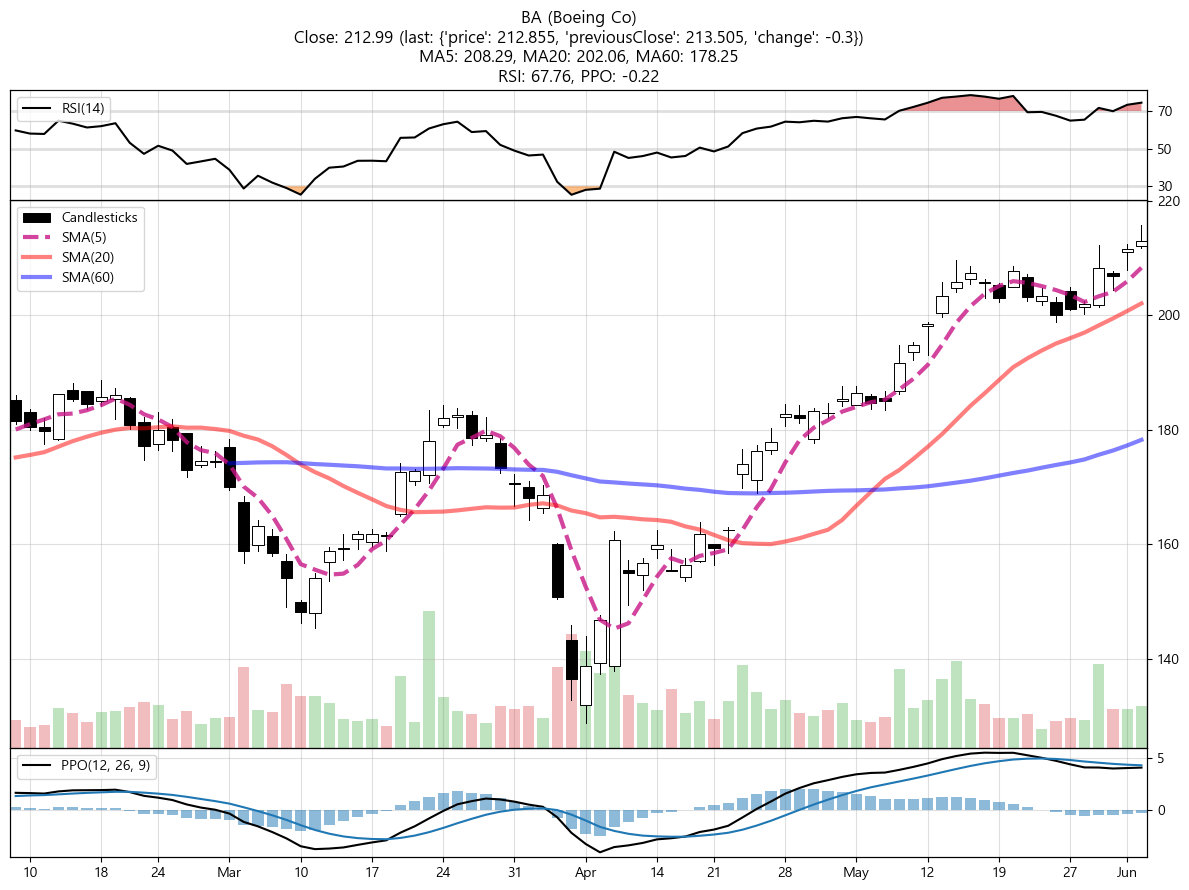 BA (Boeing Co)
Close: 212.99 (last: {'price': 212.855, 'previousClose': 213.505, 'change': -0.3})
MA5: 208.29, MA20: 202.06, MA60: 178.25
RSI: 67.76, PPO: -0.22
RSI(14)
70
50
30
Candlesticks
SMA(5)
SMA(20)
SMA(60)
220
200
180
160
140
PPO(12, 26, 9)
5
0
10 18 24 Mar 10 17 24 31 Apr 14 21 28 May 12 19 27 Jun